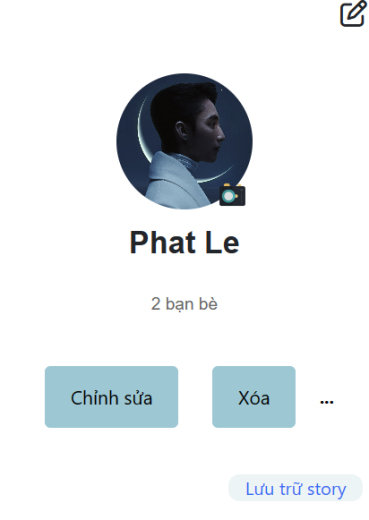 Phat Le
2 bạn bè
Chỉnh sửa Xóa ...
Lưu trữ story